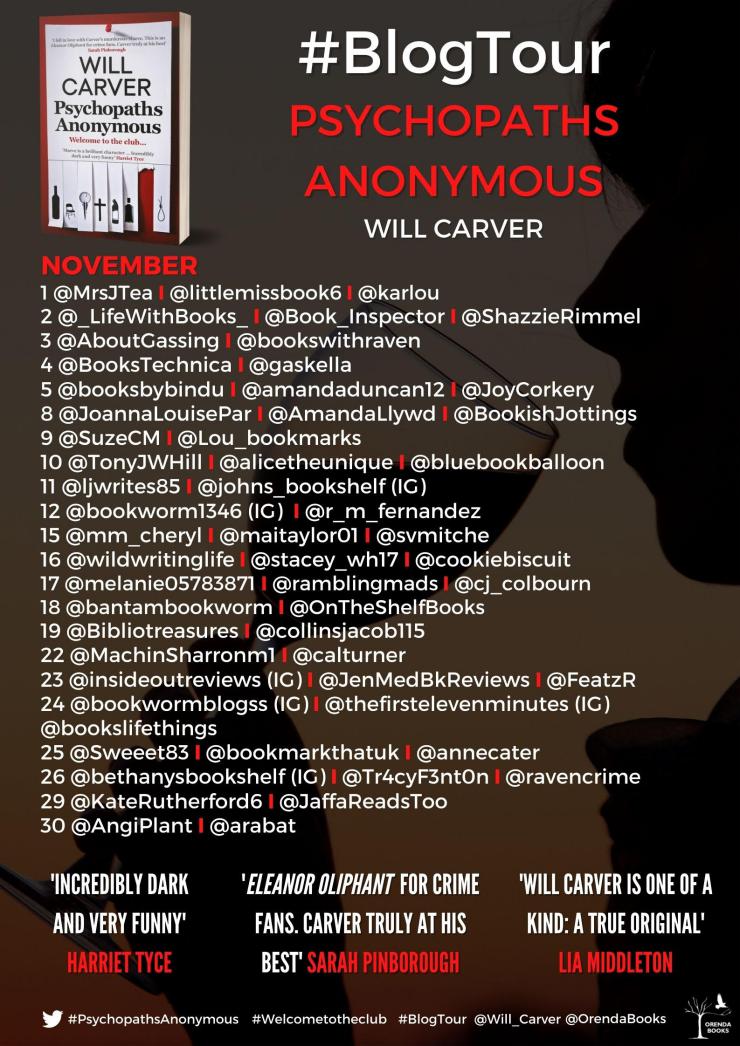 'I fell in love with Carver's murderous Maeve. This is an
Eleanor Oliphant for crime fans. Carver truly at his best'
Sarah Pinborough
WILL
CARVER
Psychopaths
Anonymous
Welcome to the club...
'Maeve is a brilliant character ... incredibly
dark and very funny' Harriet Tyce
#BlogTour
PSYCHOPATHS
ANONYMOUS
WILL CARVER
NOVEMBER
1 @MrsJTea I @littlemissbook6 I @karlou
2 @_LifeWithBooks_ I @Book_Inspector I @ShazzieRimmel
3 @AboutGassing I @bookswithraven
4 @BooksTechnica I @gaskella
5 @booksbybindu I @amandaduncan12 I @JoyCorkery
8 @JoannaLouisePar I @AmandaLlywd I @BookishJottings
9 @SuzeCM I @Lou_bookmarks
10 @TonyJWHill I @alicetheunique I @bluebookballoon
11 @ljwrites85 I @johns_bookshelf (IG)
12 @bookworm1346 (IG) I @r_m_fernandez
15 @mm_cheryl I @maitaylor01 I @svmitche
16 @wildwritinglife I @stacey_wh17 I @cookiebiscuit
17 @melanie05783871 I @ramblingmads I @cj_colbourn
18 @bantambookworm I @OnTheShelfBooks
19 @Bibliotreasures I @collinsjacob115
22 @MachinSharronm1 I @calturner
23 @insideoutreviews (IG) I @JenMedBkReviews I @FeatzR
24 @bookwormblogss (IG) I @thefirstelevenminutes (IG)
@bookslifethings
25 @Sweeet83 I @bookmarkthatuk I @annecater
26 @bethanysbookshelf (IG) I @Tr4cyF3nt0n I @ravencrime
29 @KateRutherford6 I @JaffaReadsToo
30 @AngiPlant I @arabat
'INCREDIBLY DARK
AND VERY FUNNY'
HARRIET TYCE
'ELEANOR OLIPHANT FOR CRIME
FANS. CARVER TRULY AT HIS
BEST' SARAH PINBOROUGH
'WILL CARVER IS ONE OF A
KIND: A TRUE ORIGINAL'
LIA MIDDLETON
#PsychopathsAnonymous #Welcometotheclub #BlogTour @Will_Carver @OrendaBooks
ORENDA
BOOKS